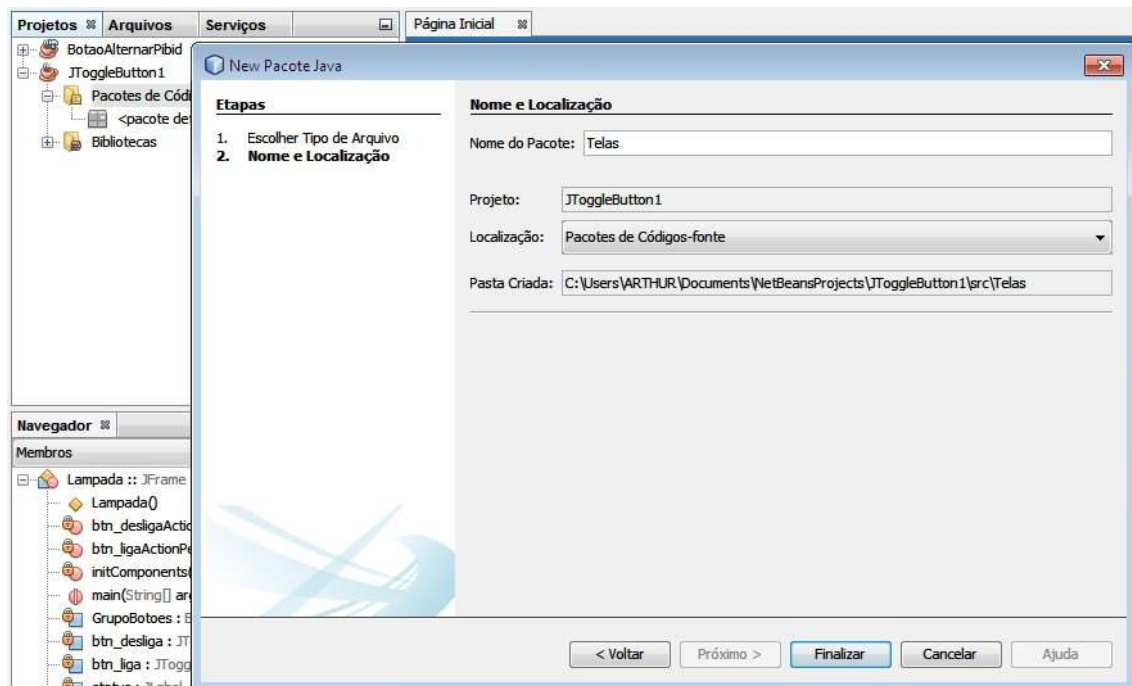 Projetos Arquivos Serviços Página Inicial
BotaoAlternarPibid
JToggleButton1
Pacotes de Códi
<pacote de
Bibliotecas
New Pacote Java
Etapas
1. Escolher Tipo de Arquivo
2. Nome e Localização
Nome e Localização
Nome do Pacote: Telas
Projeto: JToggleButton1
Localização: Pacotes de Códigos-fonte
Pasta Criada: C:\Users\ARTHUR\Documents\NetBeansProjects\JToggleButton1\src\Telas
Navegador
Membros
Lampada :: JFrame
Lampada()
btn_desligaActio
btn_ligaActionPe
initComponents(
main(String[] arg
GrupoBotoes : B
btn_desliga : JT
btn_liga : JTogg
< Voltar Próximo > Finalizar Cancelar Ajuda